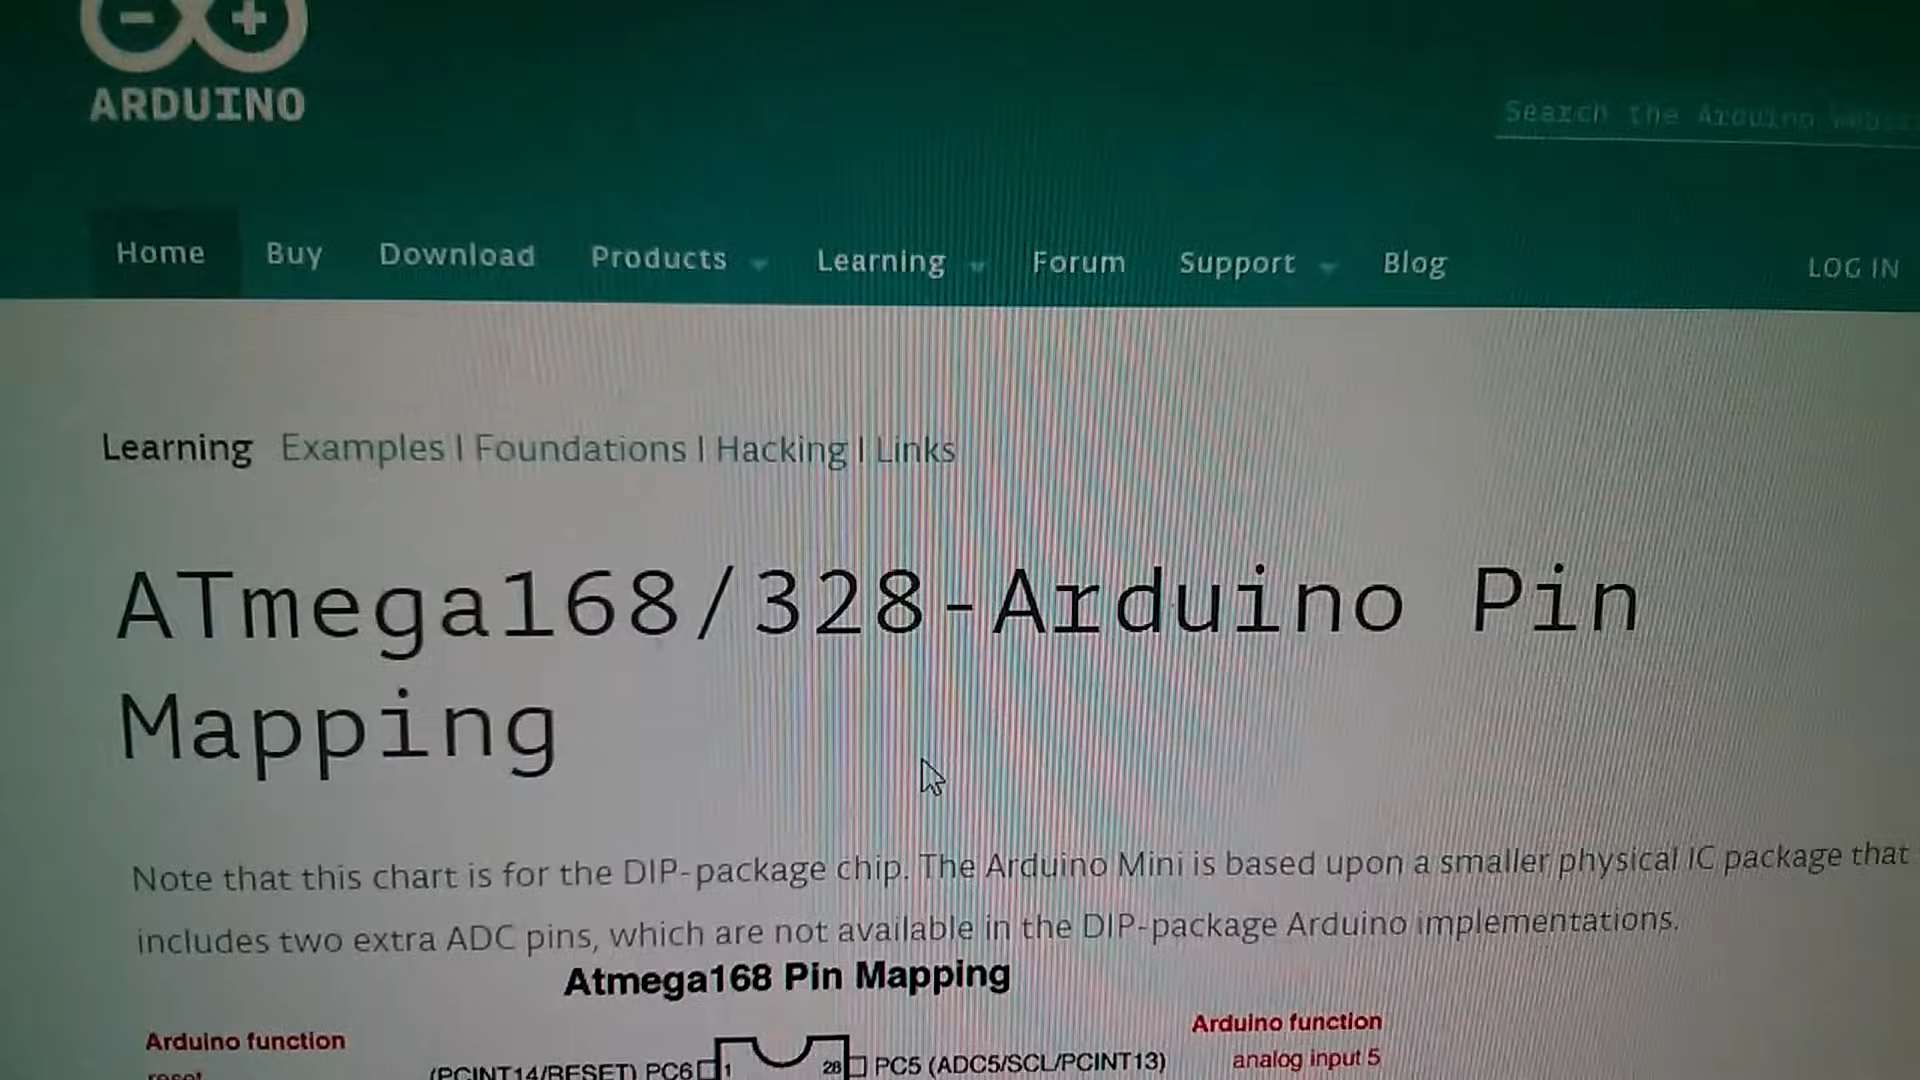 ARDUINO
Search the Arduino
Home Buy Download Products Learning Forum Support Blog LOG IN
Learning Examples | Foundations | Hacking | Links
ATmega168/328-Arduino Pin
Mapping
Note that this chart is for the DIP-package chip. The Arduino Mini is based upon a smaller physical IC package that
includes two extra ADC pins, which are not available in the DIP-package Arduino implementations.
Atmega168 Pin Mapping
Arduino function
reset
(PCINT14/RESET) PC6 1
28 PC5 (ADC5/SCL/PCINT13)
Arduino function
analog input 5